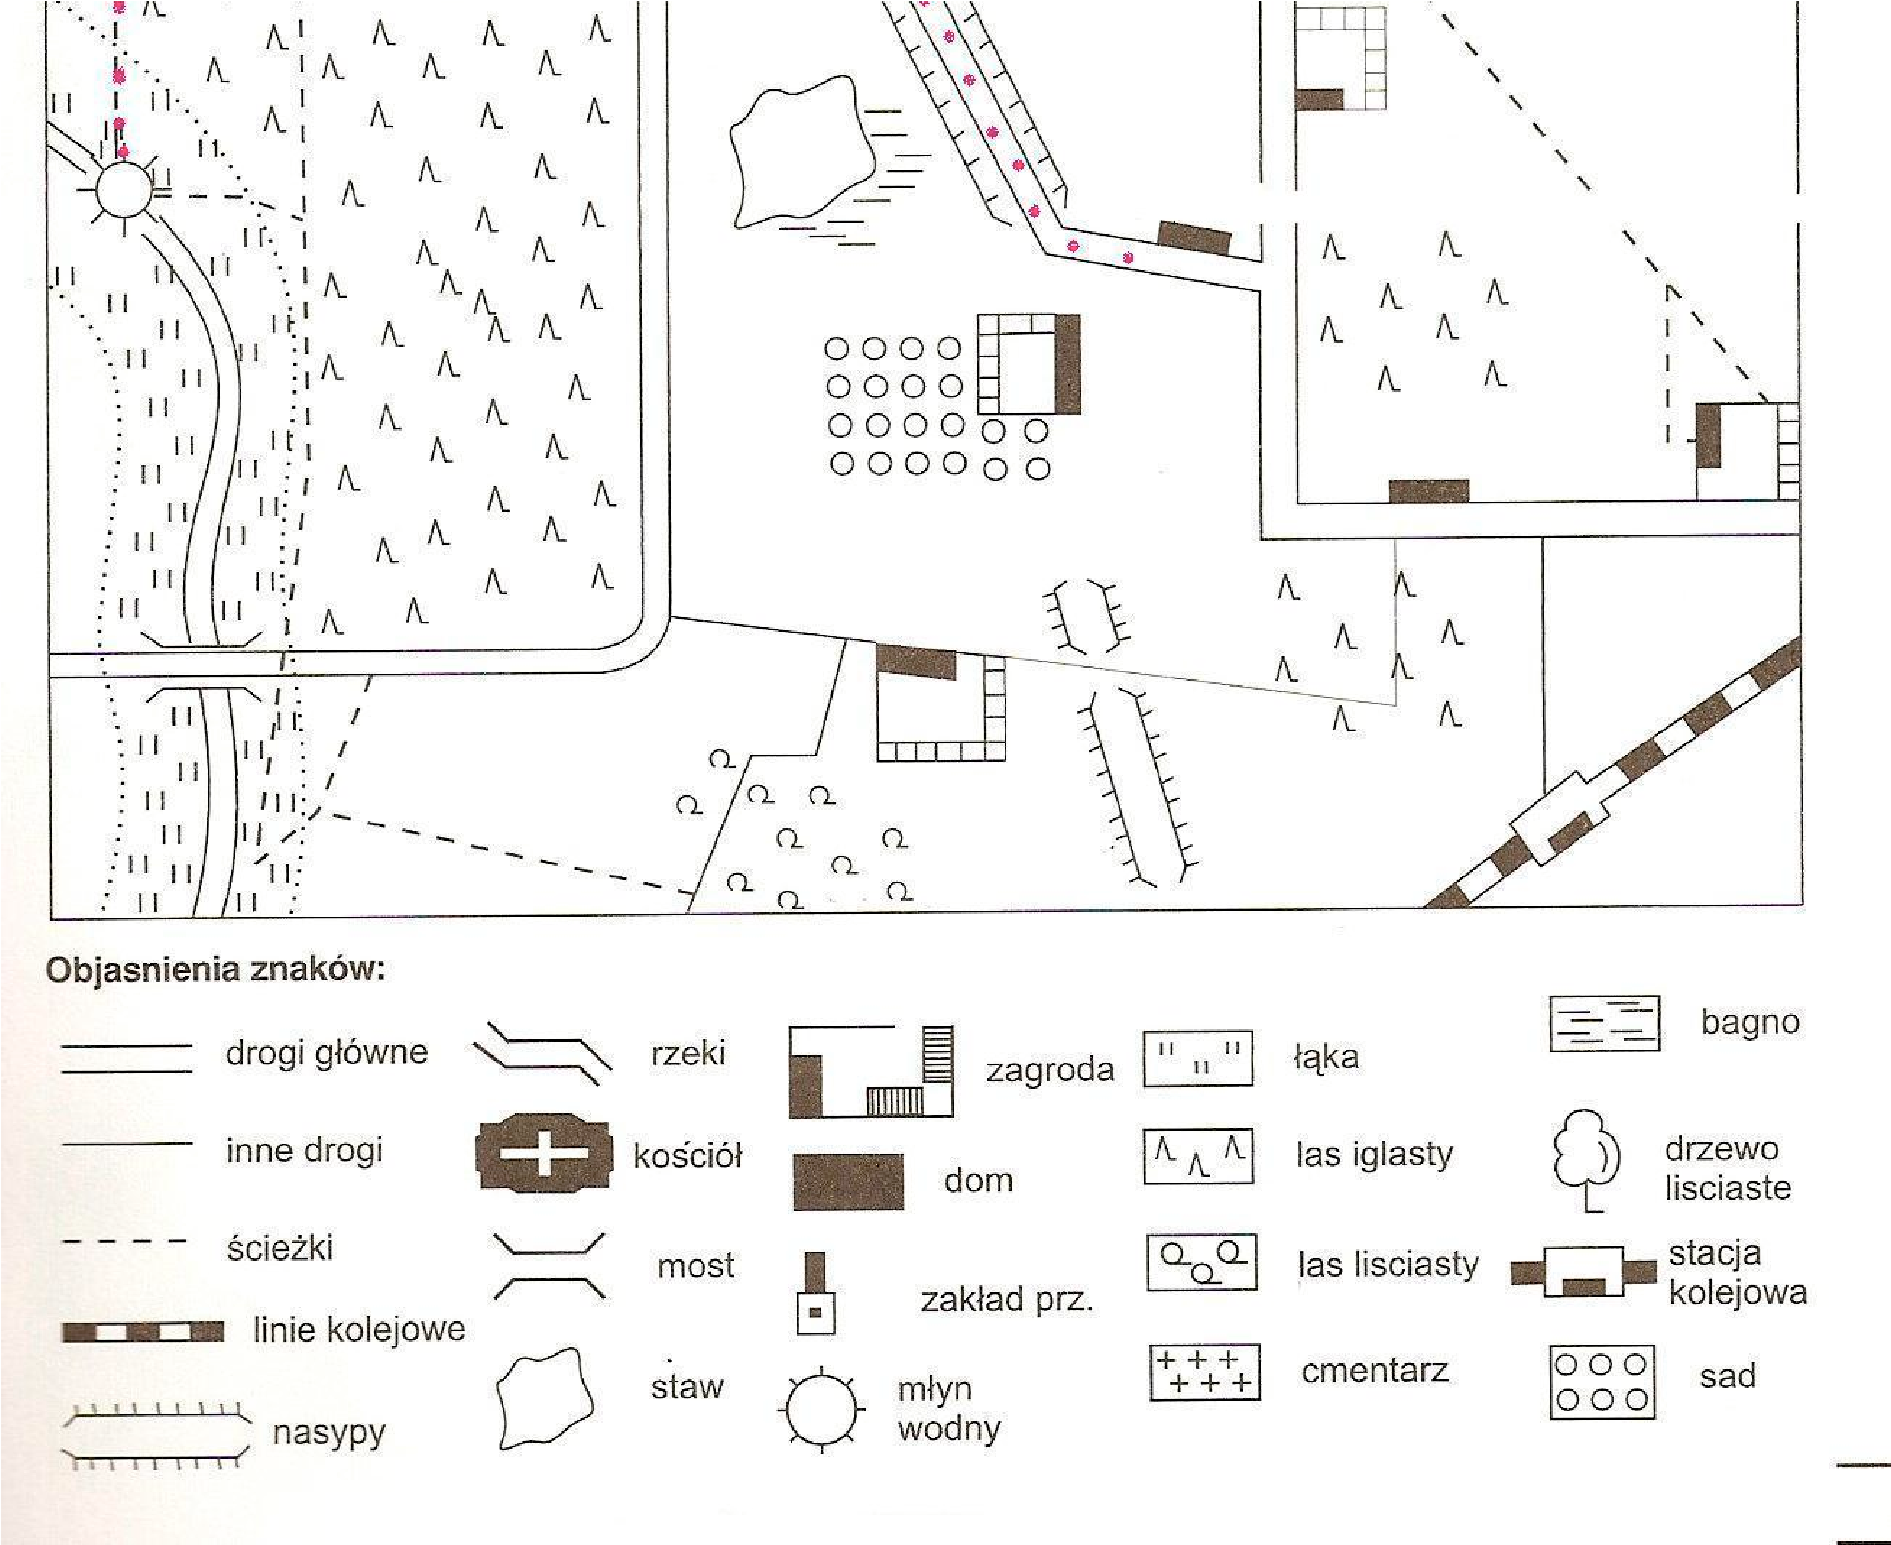 Objasnienia znaków:
drogi główne
inne drogi
ścieżki
linie kolejowe
nasypy
rzeki
kościół
most
staw
zagroda
dom
zakład prz.
młyn
wodny
łąka
las iglasty
las lisciasty
cmentarz
bagno
drzewo
lisciaste
stacja
kolejowa
sad